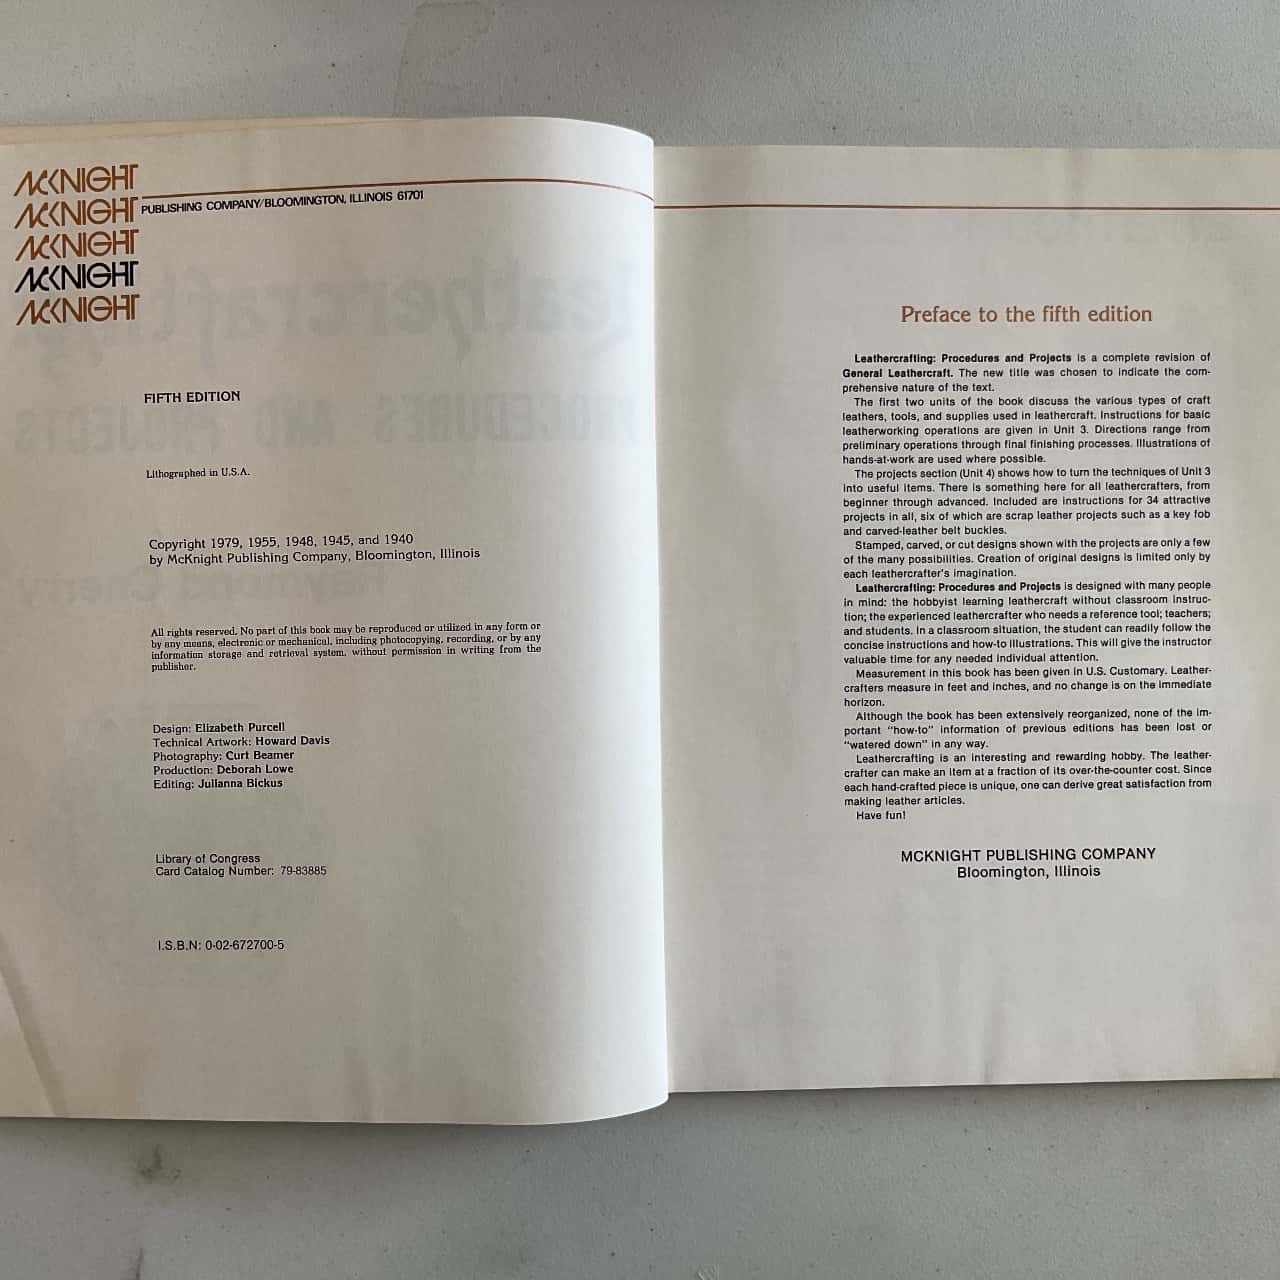 MCKNIGHT
MCKNIGHT
MCKNIGHT
MCKNIGHT
MCKNIGHT
PUBLISHING COMPANY/BLOOMINGTON, ILLINOIS 61701
FIFTH EDITION
Lithographed in U.S.A.
Copyright 1979, 1955, 1948, 1945, and 1940
by McKnight Publishing Company, Bloomington, Illinois
All rights reserved. No part of this book may be reproduced or utilized in any form or
by any means, electronic or mechanical, including photocopying, recording, or by any
information storage and retrieval system, without permission in writing from the
publisher.
Design: Elizabeth Purcell
Technical Artwork: Howard Davis
Photography: Curt Beamer
Production: Deborah Lowe
Editing: Julianna Bickus
Library of Congress
Card Catalog Number: 79-83885
I.S.B.N: 0-02-672700-5
Preface to the fifth edition
Leathercrafting: Procedures and Projects is a complete revision of
General Leathercraft. The new title was chosen to indicate the com-
prehensive nature of the text.
The first two units of the book discuss the various types of craft
leathers, tools, and supplies used in leathercraft. Instructions for basic
leatherworking operations are given in Unit 3. Directions range from
preliminary operations through final finishing processes. Illustrations of
hands-at-work are used where possible.
The projects section (Unit 4) shows how to turn the techniques of Unit 3
into useful items. There is something here for all leathercrafters, from
beginner through advanced. Included are instructions for 34 attractive
projects in all, six of which are scrap leather projects such as a key fob
and carved-leather belt buckles.
Stamped, carved, or cut designs shown with the projects are only a few
of the many possibilities. Creation of original designs is limited only by
each leathercrafter's imagination.
Leathercrafting: Procedures and Projects is designed with many people
in mind: the hobbyist learning leathercraft without classroom instruc-
tion; the experienced leathercrafter who needs a reference tool; teachers;
and students. In a classroom situation, the student can readily follow the
concise instructions and how-to illustrations. This will give the instructor
valuable time for any needed individual attention.
Measurement in this book has been given in U.S. Customary. Leather-
crafters measure in feet and inches, and no change is on the immediate
horizon.
Although the book has been extensively reorganized, none of the im-
portant "how-to" information of previous editions has been lost or
"watered down" in any way.
Leathercrafting is an interesting and rewarding hobby. The leather-
crafter can make an item at a fraction of its over-the-counter cost. Since
each hand-crafted piece is unique, one can derive great satisfaction from
making leather articles.
Have fun!
MCKNIGHT PUBLISHING COMPANY
Bloomington, Illinois